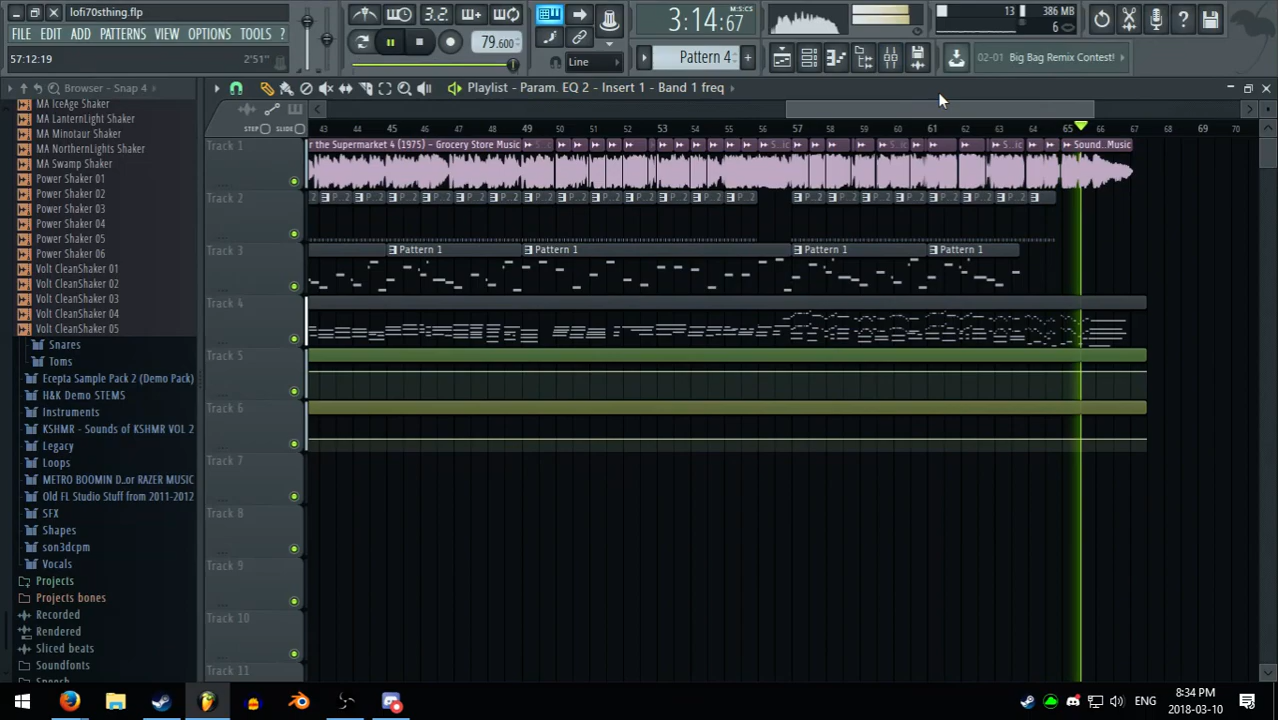 lofi70sthing.flp
FILE EDIT ADD PATTERNS VIEW OPTIONS TOOLS ?
57:12:19 2'51"
3.2.
79.600
3:14:67
M:S:CS
Pattern 4
Line
13 386 MB
6
02-01 Big Bag Remix Contest!
Browser - Snap 4
Playlist - Param. EQ 2 - Insert 1 - Band 1 freq
STEP SLIDE
43 44 45 46 47 48 49 50 51 52 53 54 55 56 57 58 59 60 61 62 63 64 65 66 67 68 69 70
MA IceAge Shaker
MA LanternLight Shaker
MA Minotaur Shaker
MA NorthernLights Shaker
MA Swamp Shaker
Power Shaker 01
Power Shaker 02
Power Shaker 03
Power Shaker 04
Power Shaker 05
Power Shaker 06
Volt CleanShaker 01
Volt CleanShaker 02
Volt CleanShaker 03
Volt CleanShaker 04
Volt CleanShaker 05
Snares
Toms
Ecepta Sample Pack 2 (Demo Pack)
H&K Demo STEMS
Instruments
KSHMR - Sounds of KSHMR VOL 2
Legacy
Loops
METRO BOOMIN D..or RAZER MUSIC
Old FL Studio Stuff from 2011-2012
SFX
Shapes
son3dcpm
Vocals
Projects
Projects bones
Recorded
Rendered
Sliced beats
Soundfonts
Speech
Track 1
r the Supermarket 4 (1975) - Grocery Store Music
Sound..Music
Track 2
Track 3
Pattern 1
Pattern 1
Pattern 1
Pattern 1
Track 4
Track 5
Track 6
Track 7
Track 8
Track 9
Track 10
Track 11
ENG
8:34 PM
2018-03-10